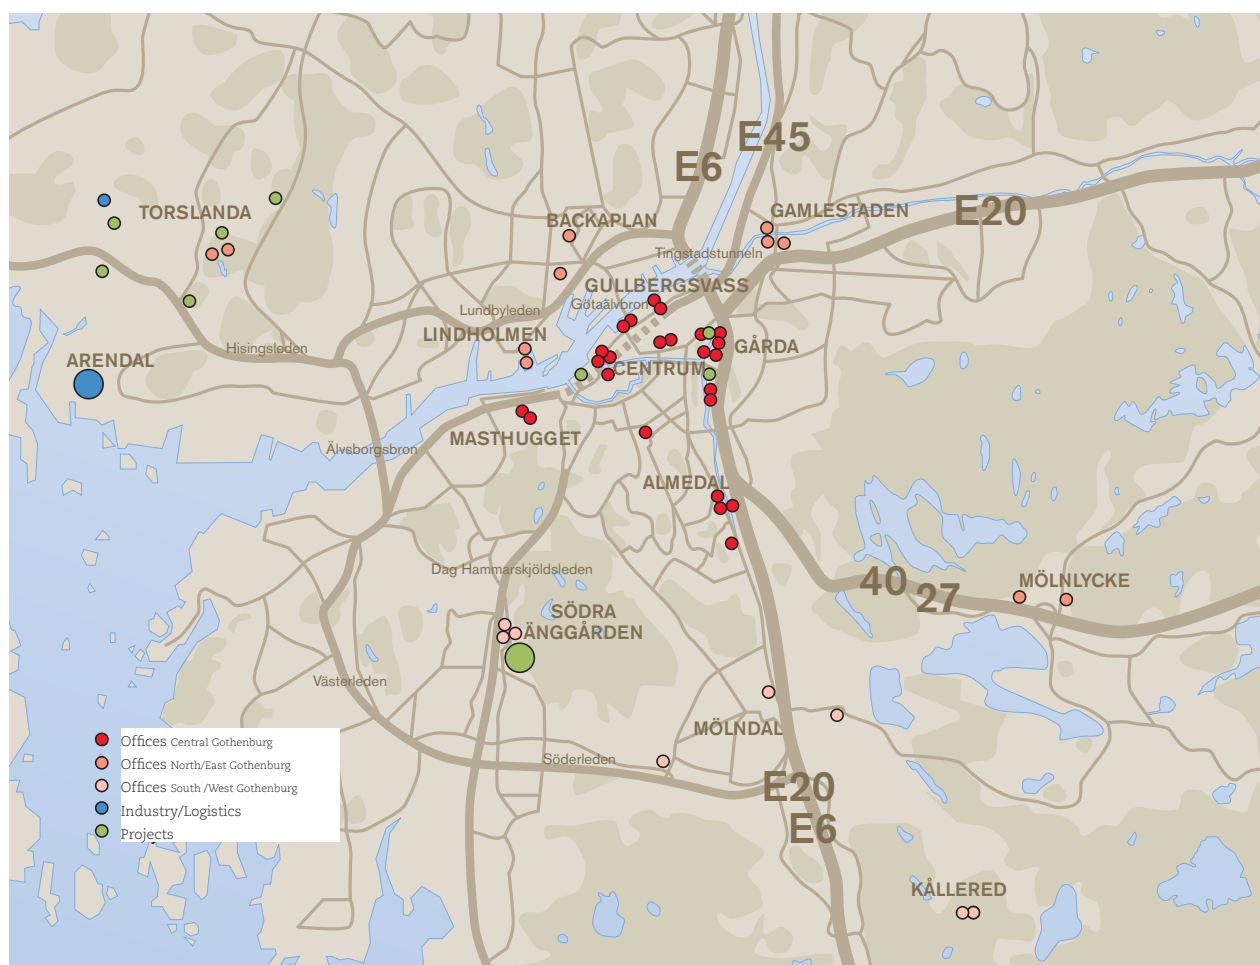 E45
E6
TORSLANDA
BACKAPLAN
GAMLESTADEN
E20
Tingstadstunneln
GULLBERGSVASS
Götaälvbron
Lundbyleden
LINDHOLMEN
Hisingsleden
GÅRDA
ARENDAL
CENTRUM
MASTHUGGET
Älvsborgsbron
ALMEDAL
Dag Hammarskjöldsleden
40
27
MÖLNLYCKE
SÖDRA
ÄNGGÅRDEN
Västerleden
MÖLNDAL
Söderleden
E20
E6
KÅLLERED
Offices Central Gothenburg
Offices North/East Gothenburg
Offices South /West Gothenburg
Industry/Logistics
Projects